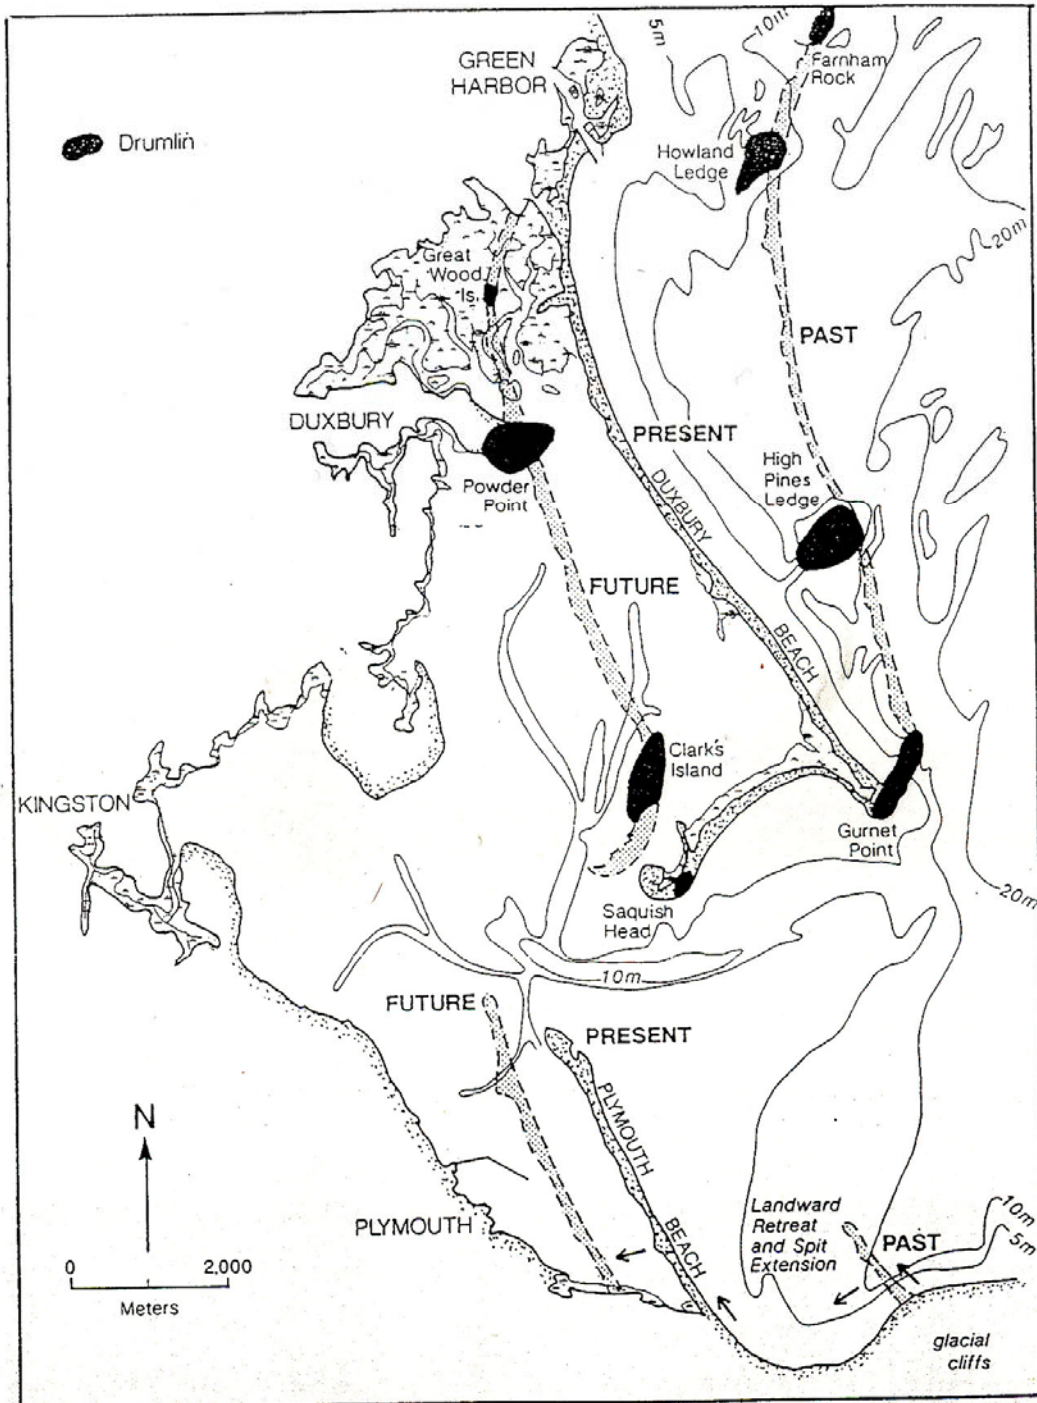 5m
10m
GREEN
HARBOR
Farnham
Rock
Drumlin
Howland
Ledge
20m
Great
Wood
Is.
PAST
DUXBURY
PRESENT
High
Pines
Ledge
Powder
Point
DUXBURY
BEACH
FUTURE
Clark's
Island
KINGSTON
Gurnet
Point
Saquish
Head
20m
10m
FUTURE
PRESENT
PLYMOUTH
BEACH
N
PLYMOUTH
Landward
Retreat
and Spit
Extension
PAST
10m
5m
0 2,000
Meters
glacial
cliffs